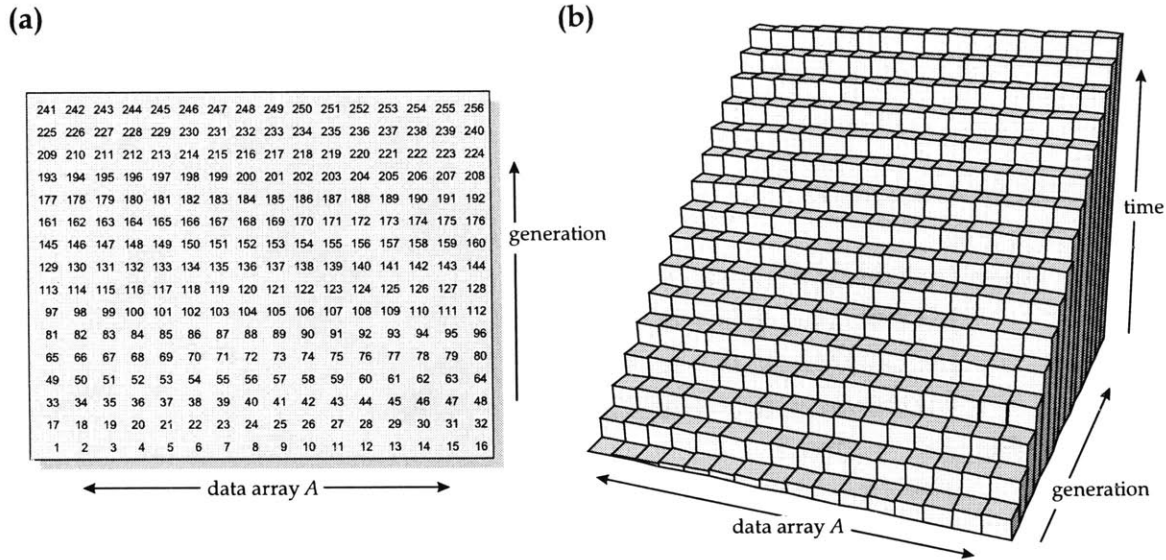 (a)
241 242 243 244 245 246 247 248 249 250 251 252 253 254 255 256
225 226 227 228 229 230 231 232 233 234 235 236 237 238 239 240
209 210 211 212 213 214 215 216 217 218 219 220 221 222 223 224
193 194 195 196 197 198 199 200 201 202 203 204 205 206 207 208
177 178 179 180 181 182 183 184 185 186 187 188 189 190 191 192
161 162 163 164 165 166 167 168 169 170 171 172 173 174 175 176
145 146 147 148 149 150 151 152 153 154 155 156 157 158 159 160
129 130 131 132 133 134 135 136 137 138 139 140 141 142 143 144
113 114 115 116 117 118 119 120 121 122 123 124 125 126 127 128
97 98 99 100 101 102 103 104 105 106 107 108 109 110 111 112
81 82 83 84 85 86 87 88 89 90 91 92 93 94 95 96
65 66 67 68 69 70 71 72 73 74 75 76 77 78 79 80
49 50 51 52 53 54 55 56 57 58 59 60 61 62 63 64
33 34 35 36 37 38 39 40 41 42 43 44 45 46 47 48
17 18 19 20 21 22 23 24 25 26 27 28 29 30 31 32
1 2 3 4 5 6 7 8 9 10 11 12 13 14 15 16
generation
data array A
(b)
time
generation
data array A